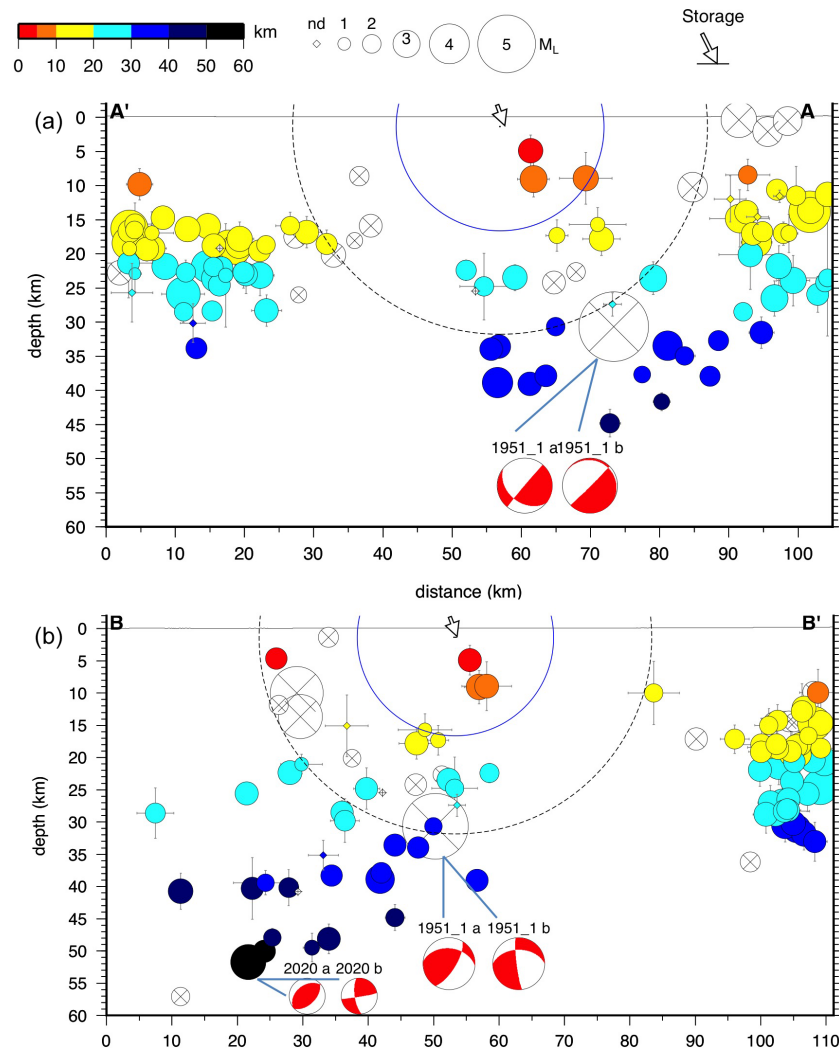 nd 1 2 3 4 5 M_L
km
0 10 20 30 40 50 60
Storage
(a)
A' A
0
5
10
15
20
25
30
35
40
45
50
55
60
depth (km)
1951_1 a 1951_1 b
0 10 20 30 40 50 60 70 80 90 100
distance (km)
(b)
B B'
0
5
10
15
20
25
30
35
40
45
50
55
60
depth (km)
1951_1 a 1951_1 b
2020 a 2020 b
0 10 20 30 40 50 60 70 80 90 100 110